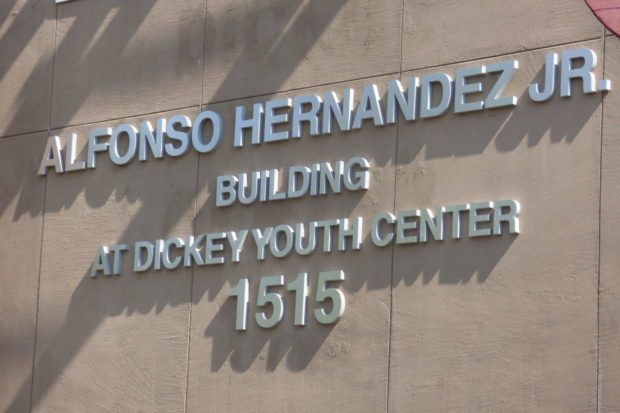 ALFONSO HERNANDEZ JR.
BUILDING
AT DICKEY YOUTH CENTER
1515